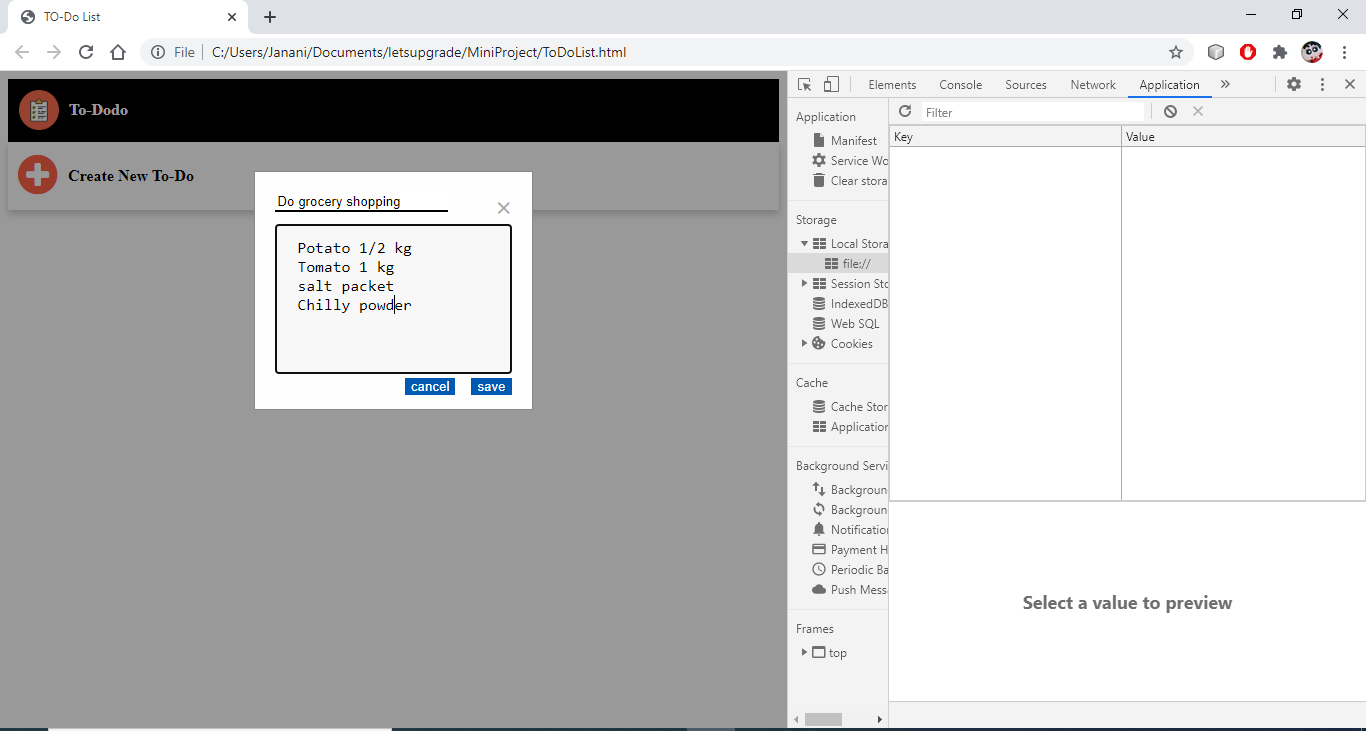 TO-Do List
File
C:/Users/Janani/Documents/letsupgrade/MiniProject/ToDoList.html
To-Dodo
Create New To-Do
Do grocery shopping
Potato 1/2 kg
Tomato 1 kg
salt packet
Chilly powder
cancel
save
Elements Console Sources Network Application
Application
Manifest
Service Wo
Clear stora
Storage
Local Stora
file://
Session Sto
IndexedDB
Web SQL
Cookies
Cache
Cache Stor
Application
Background Servi
Backgroun
Backgroun
Notification
Payment H
Periodic Ba
Push Mess
Frames
top
Filter
Key Value
Select a value to preview